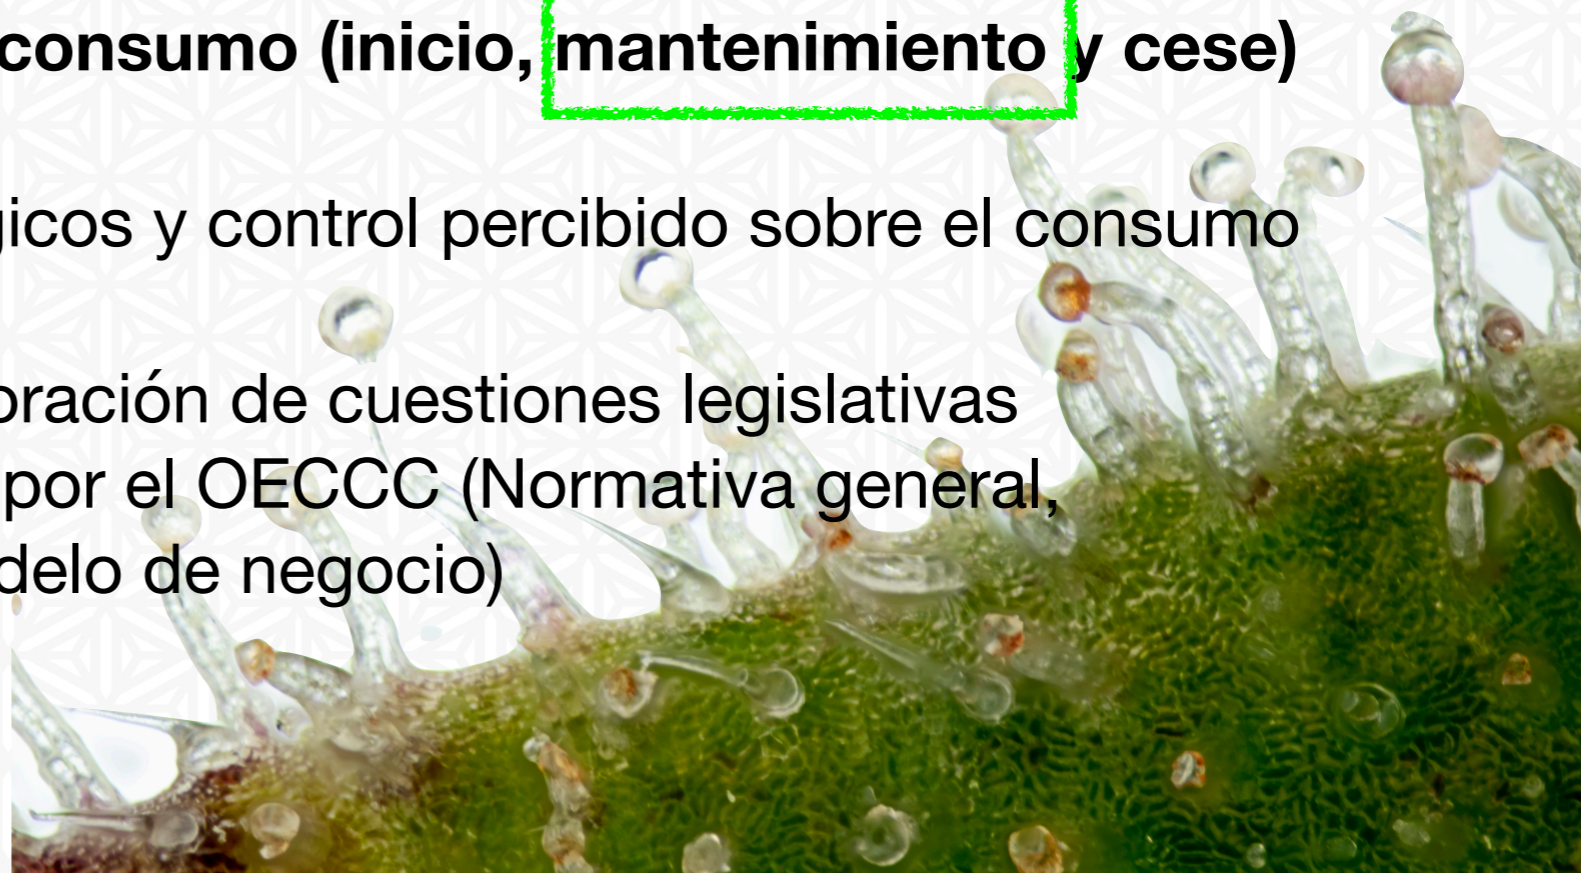 consumo (inicio, mantenimiento y cese)
gicos y control percibido sobre el consumo
oración de cuestiones legislativas
por el OECCC (Normativa general,
delo de negocio)